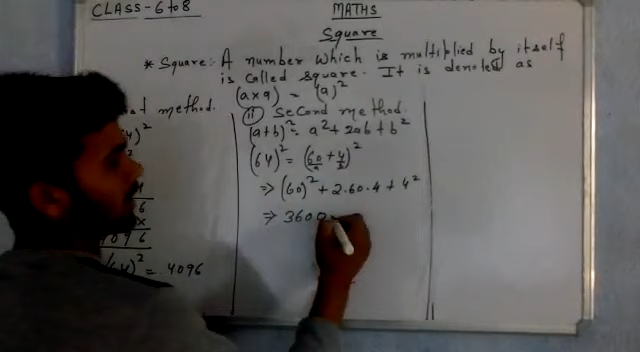 CLASS-6 to 8
MATHS
Square
* Square:- A number which is multiplied by itself
is called square. It is denoted as
(a×a) = (a)²
method.
4)²
6
×
4096
64)² = 4096
(ii) Second method.
(a+b)² = a² + 2ab + b²
(64)² = (60 + 4)²
a b
⇒ (60)² + 2.60.4 + 4²
⇒ 3600